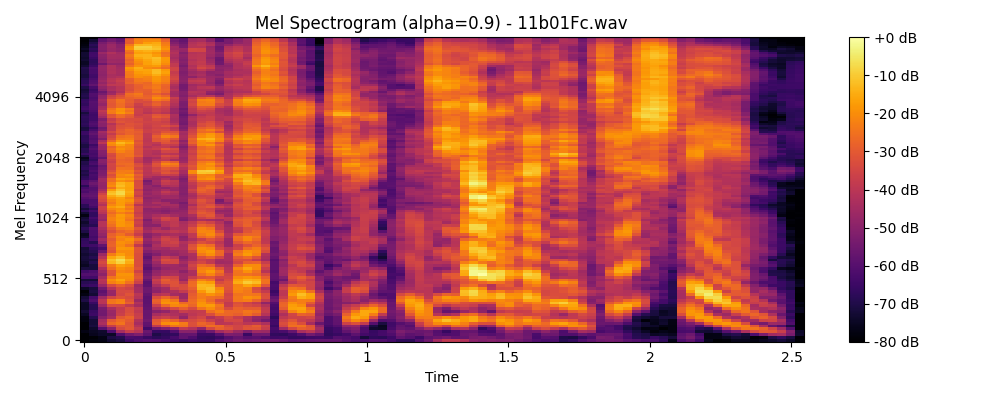 Mel Spectrogram (alpha=0.9) - 11b01Fc.wav
Mel Frequency
4096
2048
1024
512
0
0
0.5
1
1.5
2
2.5
Time
+0 dB
-10 dB
-20 dB
-30 dB
-40 dB
-50 dB
-60 dB
-70 dB
-80 dB